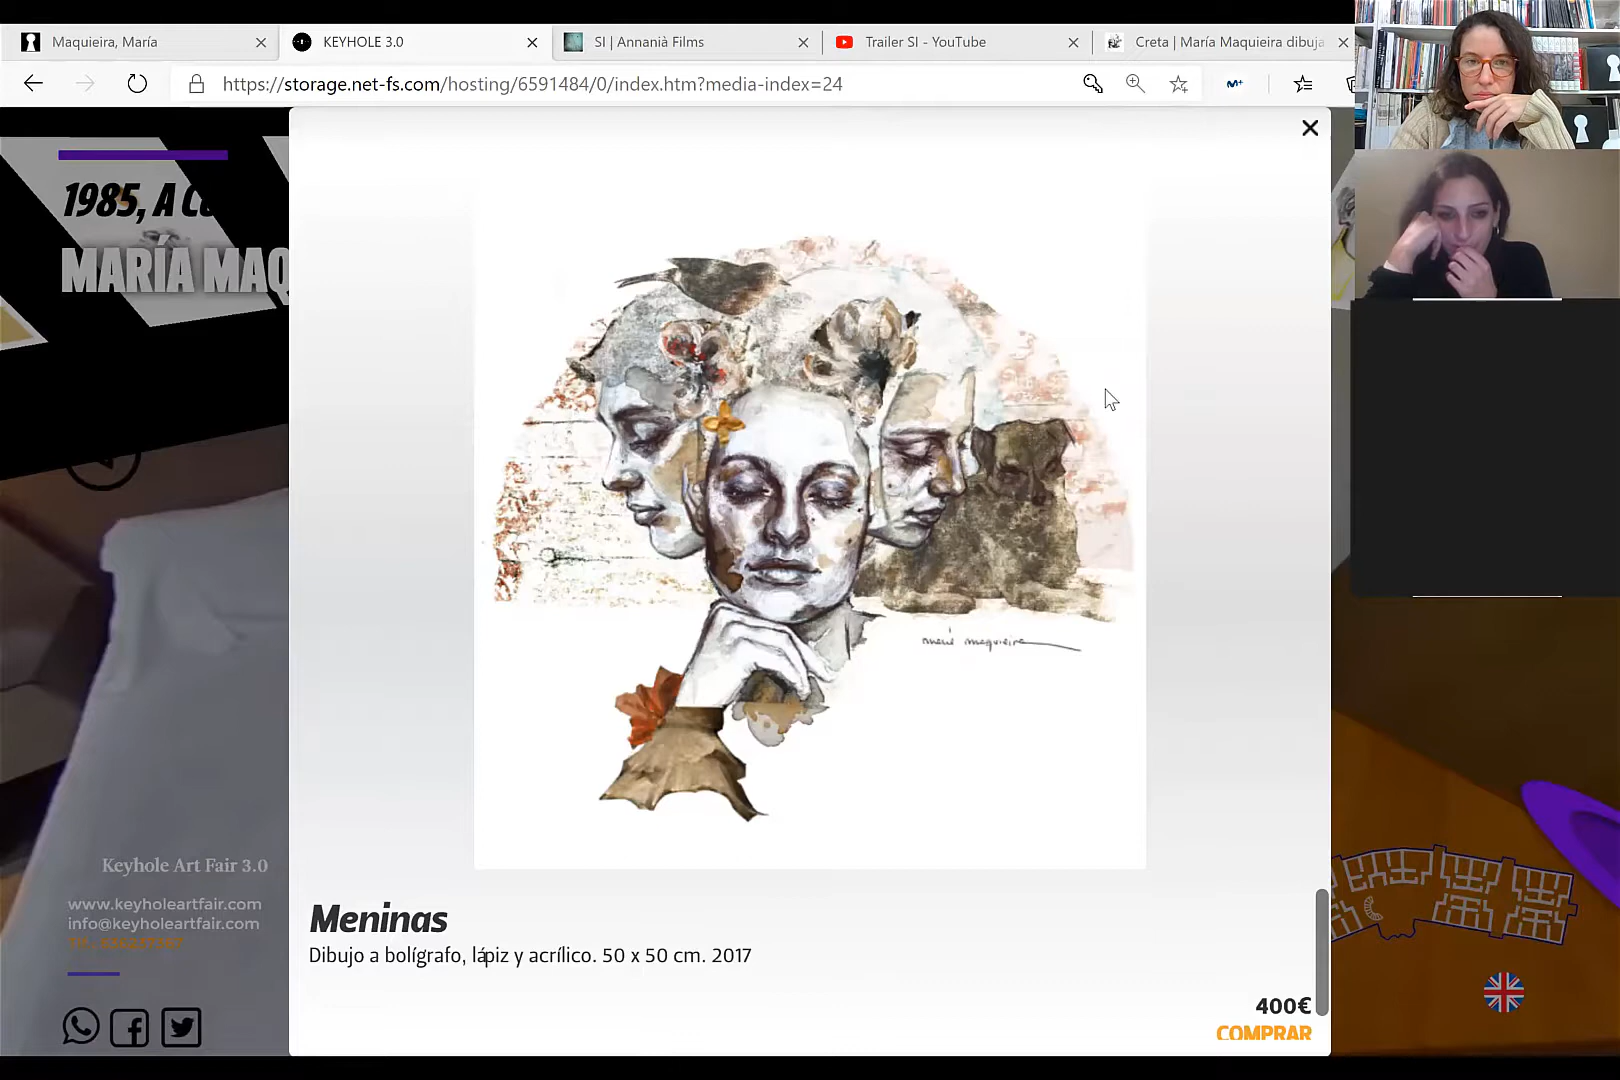 Maquieira, María
KEYHOLE 3.0
SI | Annanià Films
Trailer SI - YouTube
Creta | María Maquieira dibuja
https://storage.net-fs.com/hosting/6591484/0/index.htm?media-index=24
M+
1985, A C
MARÍA MAQ
maría maquieira
Keyhole Art Fair 3.0
www.keyholeartfair.com
info@keyholeartfair.com
Meninas
Dibujo a bolígrafo, lápiz y acrílico. 50 x 50 cm. 2017
400€
COMPRAR